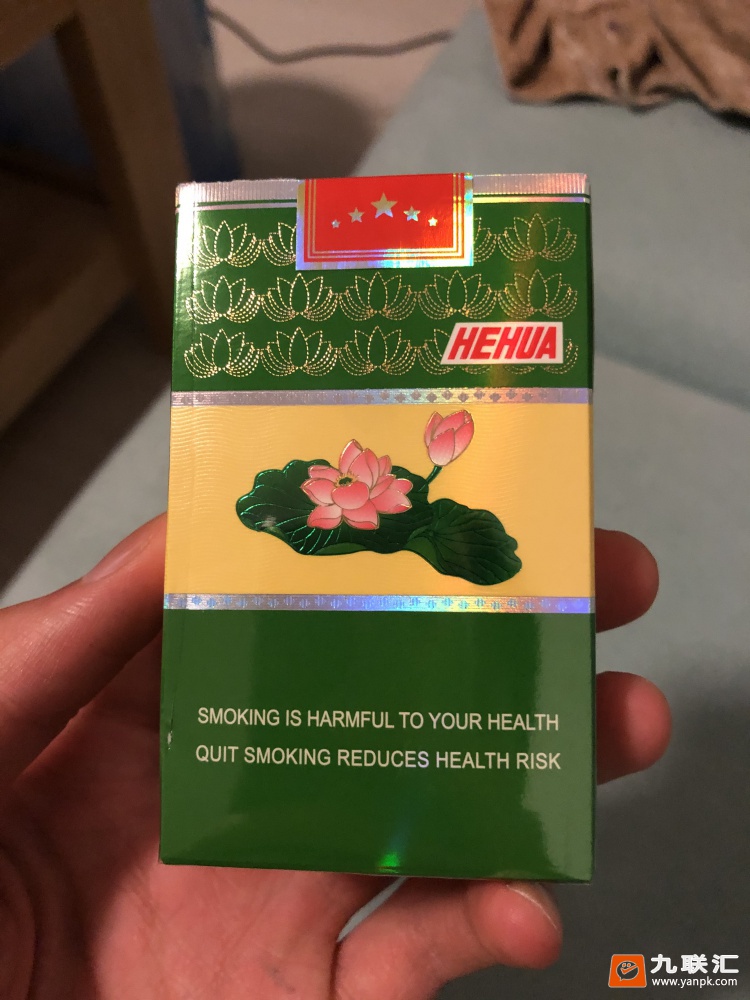 HEHUA
SMOKING IS HARMFUL TO YOUR HEALTH
QUIT SMOKING REDUCES HEALTH RISK
九联汇
www.yanpk.com